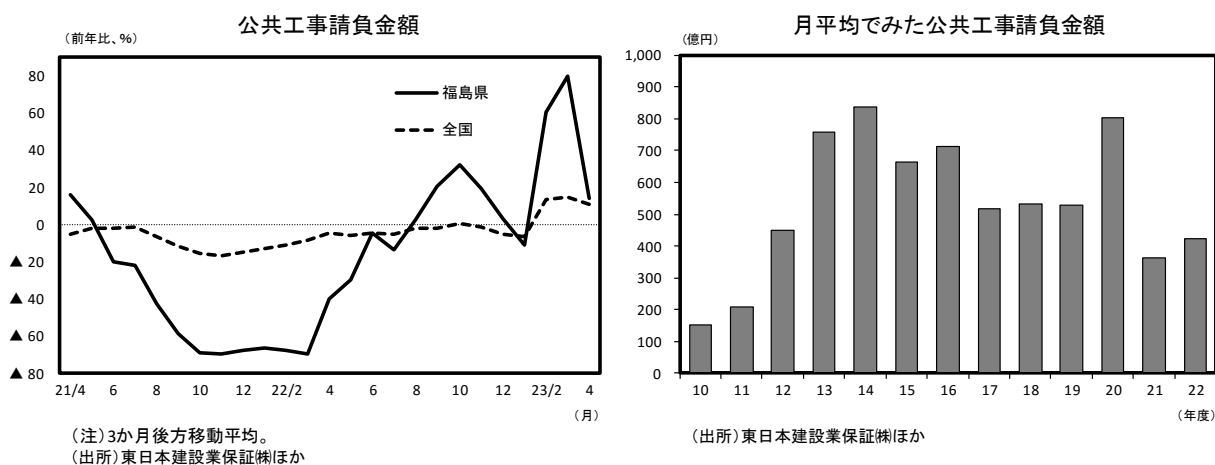 公共工事請負金額
（前年比、%）
80
60
40
20
0
▲ 20
▲ 40
▲ 60
▲ 80
福島県
全国
21/4 6 8 10 12 22/2 4 6 8 10 12 23/2 4
（月）
（注）3か月後方移動平均。
（出所）東日本建設業保証㈱ほか
月平均でみた公共工事請負金額
（億円）
1,000
900
800
700
600
500
400
300
200
100
0
10 11 12 13 14 15 16 17 18 19 20 21 22
（年度）
（出所）東日本建設業保証㈱ほか